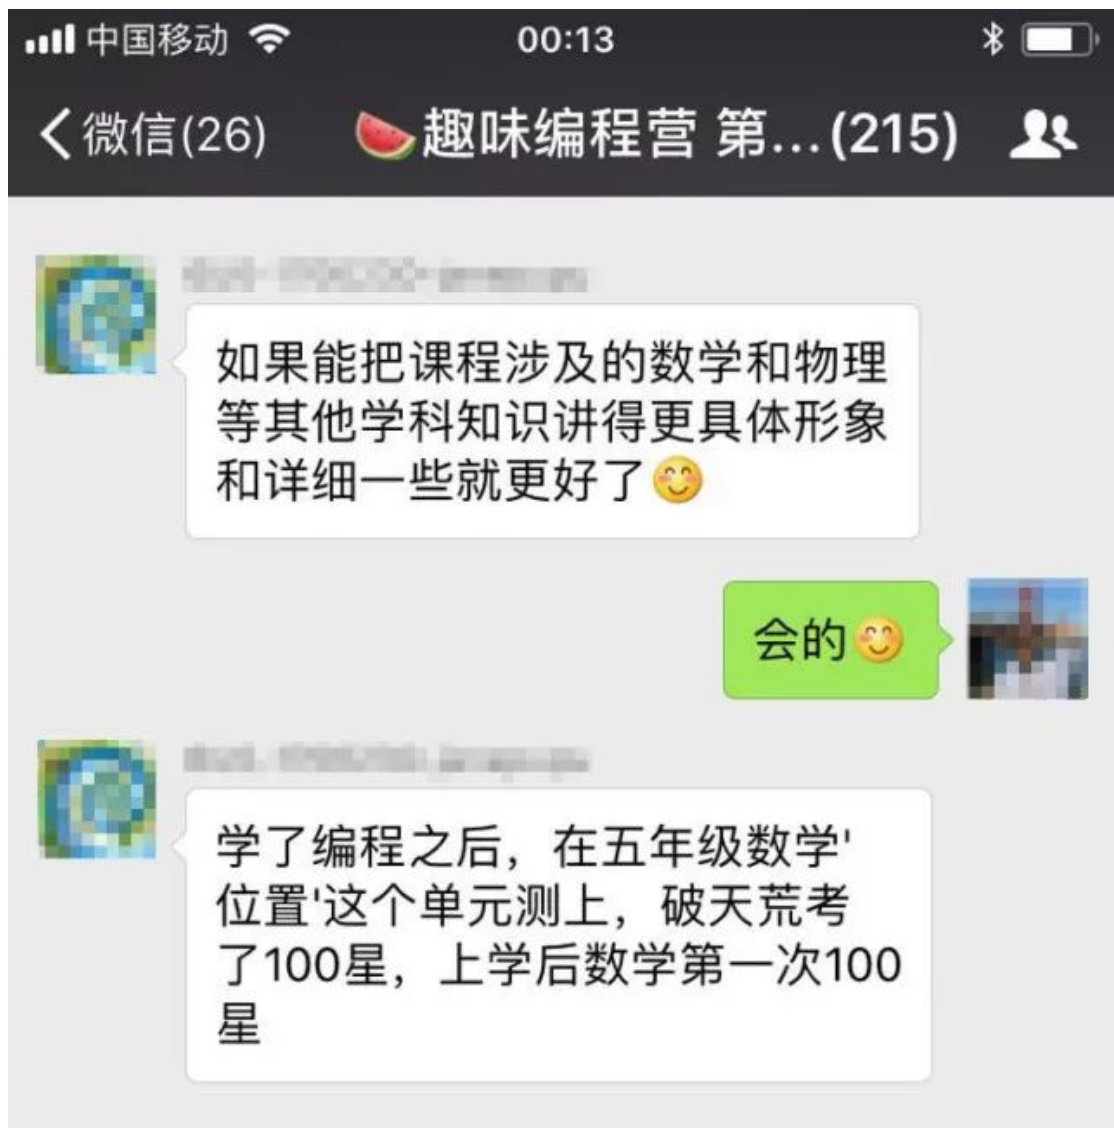 中国移动 00:13
微信(26) 🍉趣味编程营 第...(215)
如果能把课程涉及的数学和物理
等其他学科知识讲得更具体形象
和详细一些就更好了😊
会的😊
学了编程之后，在五年级数学'
位置'这个单元测上，破天荒考
了100星，上学后数学第一次100
星